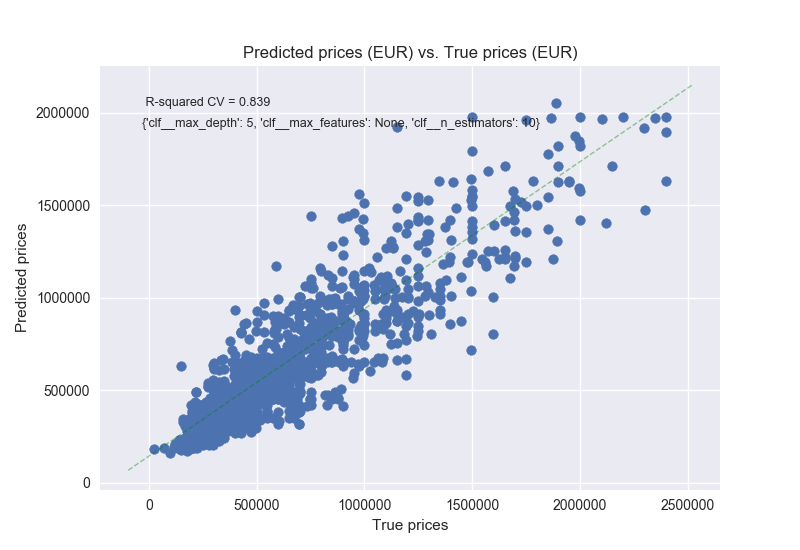 Predicted prices (EUR) vs. True prices (EUR)
R-squared CV = 0.839
{'clf__max_depth': 5, 'clf__max_features': None, 'clf__n_estimators': 10}
Predicted prices
2000000
1500000
1000000
500000
0
0 500000 1000000 1500000 2000000 2500000
True prices